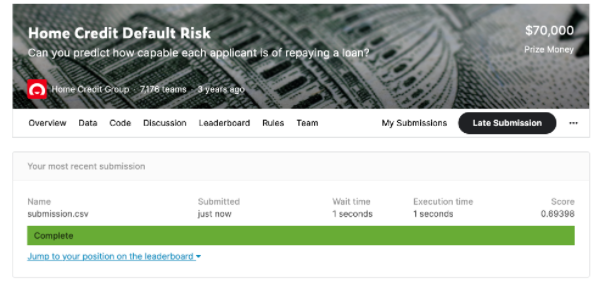 Home Credit Default Risk
$70,000
Can you predict how capable each applicant is of repaying a loan?
Prize Money
Home Credit Group · 7,176 teams · 3 years ago
Overview Data Code Discussion Leaderboard Rules Team My Submissions Late Submission ...
Your most recent submission
Name Submitted Wait time Execution time Score
submission.csv just now 1 seconds 1 seconds 0.69398
Complete
Jump to your position on the leaderboard